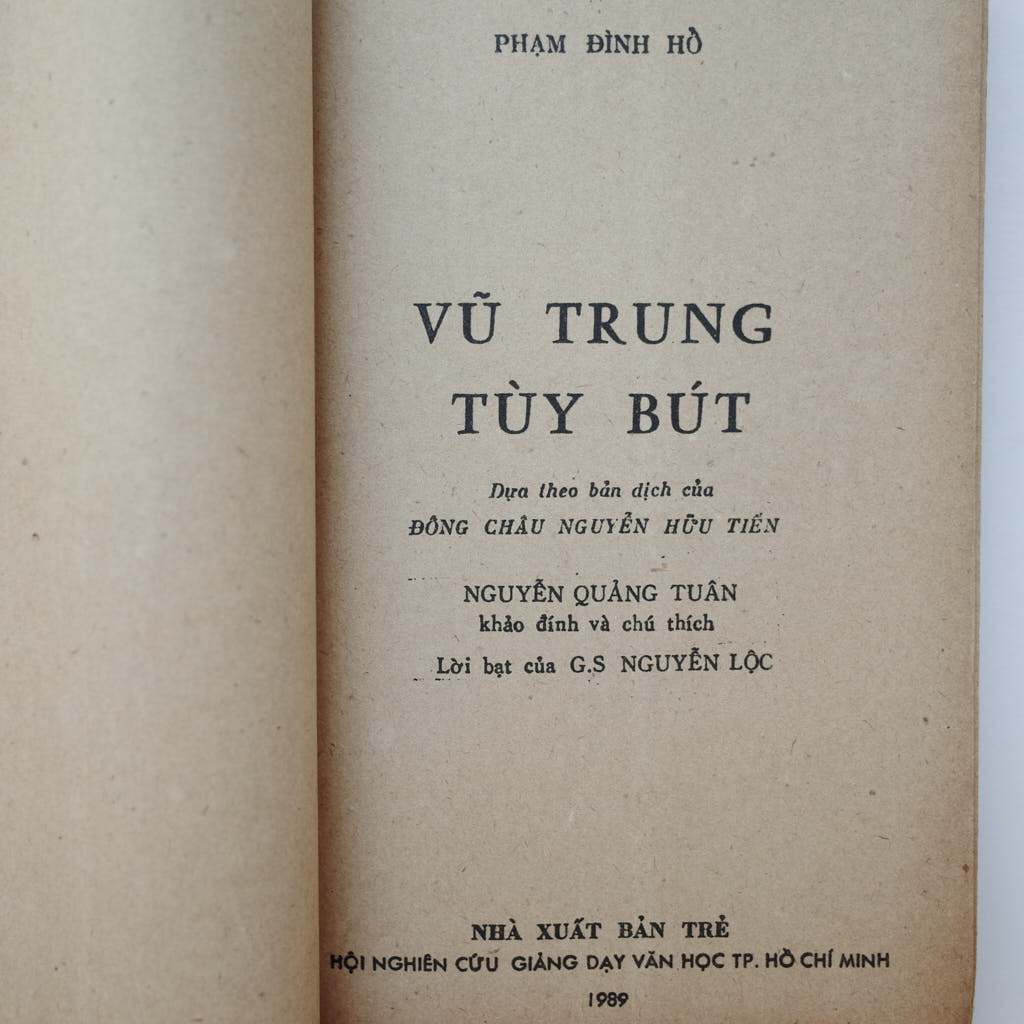 PHẠM ĐÌNH HỒ
VŨ TRUNG
TÙY BÚT
Dựa theo bản dịch của
ĐÔNG CHÂU NGUYỄN HỮU TIẾN
NGUYỄN QUẢNG TUÂN
khảo đính và chú thích
Lời bạt của G.S NGUYỄN LỘC
NHÀ XUẤT BẢN TRẺ
HỘI NGHIÊN CỨU GIẢNG DẠY VĂN HỌC TP. HỒ CHÍ MINH
1989